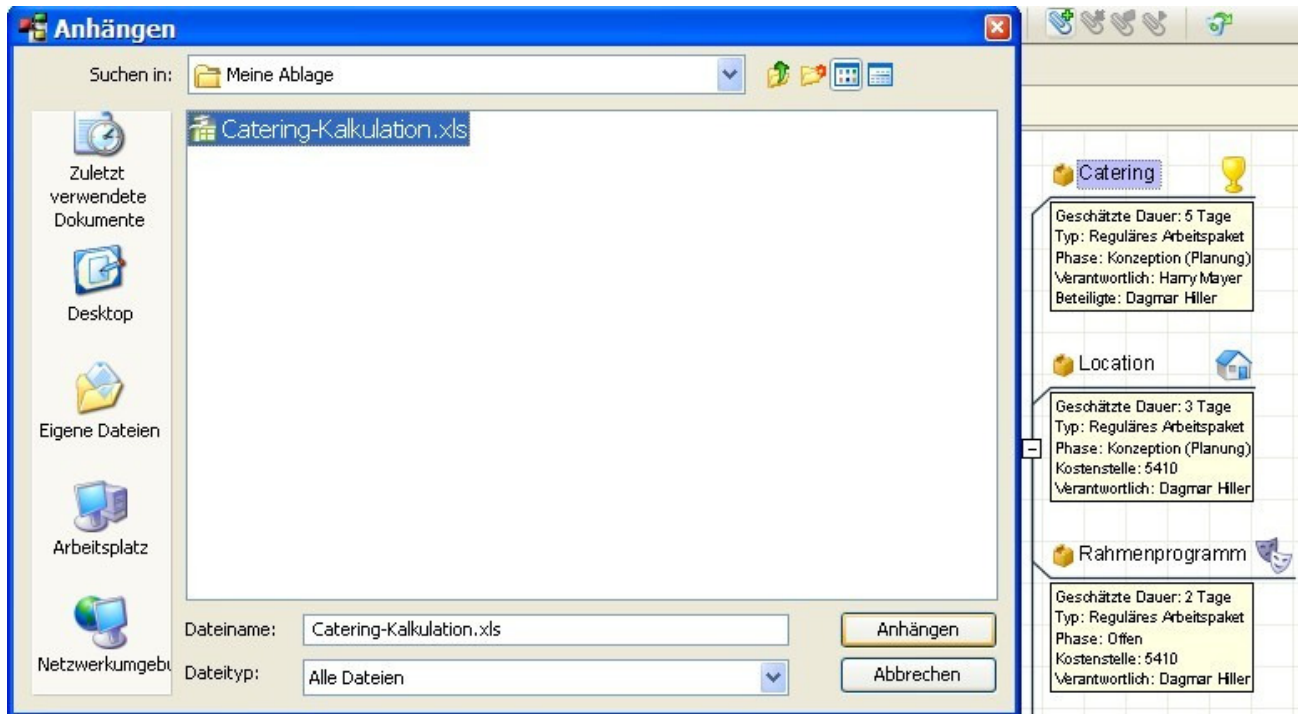 Anhängen
Suchen in:
Meine Ablage
Catering-Kalkulation.xls
Zuletzt
verwendete
Dokumente
Desktop
Eigene Dateien
Arbeitsplatz
Netzwerkumgebu
Dateiname:
Catering-Kalkulation.xls
Anhängen
Dateityp:
Alle Dateien
Abbrechen
Catering
Geschätzte Dauer: 5 Tage
Typ: Reguläres Arbeitspaket
Phase: Konzeption (Planung)
Verantwortlich: Harry Mayer
Beteiligte: Dagmar Hiller
Location
Geschätzte Dauer: 3 Tage
Typ: Reguläres Arbeitspaket
Phase: Konzeption (Planung)
Kostenstelle: 5410
Verantwortlich: Dagmar Hiller
Rahmenprogramm
Geschätzte Dauer: 2 Tage
Typ: Reguläres Arbeitspaket
Phase: Offen
Kostenstelle: 5410
Verantwortlich: Dagmar Hiller